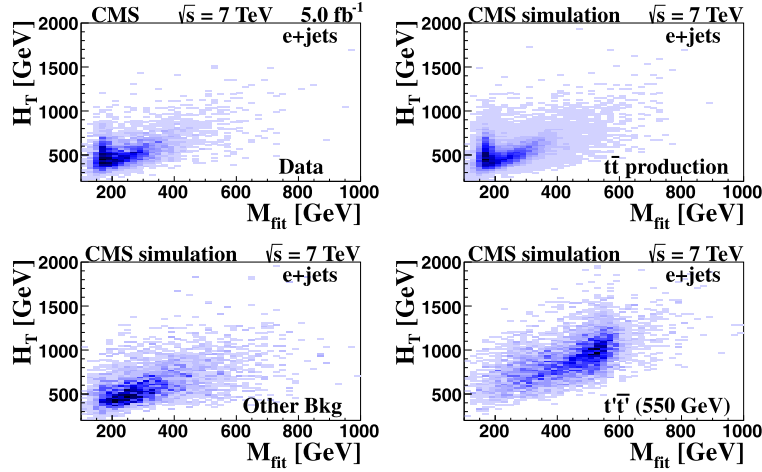 CMS √s = 7 TeV 5.0 fb⁻¹
e+jets
H_T [GeV]
2000
1500
1000
500
Data
200 400 600 800 1000
M_fit [GeV]
CMS simulation √s = 7 TeV
e+jets
H_T [GeV]
2000
1500
1000
500
tt̅ production
200 400 600 800 1000
M_fit [GeV]
CMS simulation √s = 7 TeV
e+jets
H_T [GeV]
2000
1500
1000
500
Other Bkg
200 400 600 800 1000
M_fit [GeV]
CMS simulation √s = 7 TeV
e+jets
H_T [GeV]
2000
1500
1000
500
t't̅' (550 GeV)
200 400 600 800 1000
M_fit [GeV]